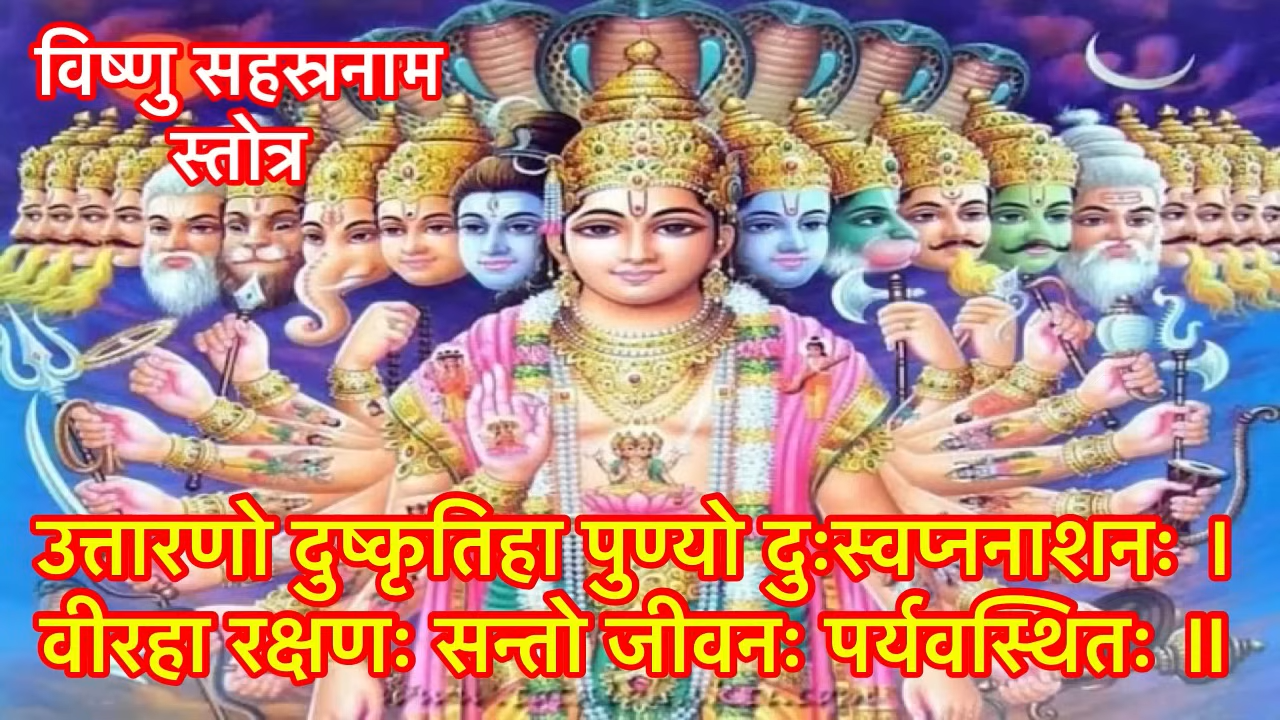 विष्णु सहस्रनाम
स्तोत्र
उत्तारणो दुष्कृतिहा पुण्यो दुःस्वप्ननाशनः ।
वीरहा रक्षणः सन्तो जीवनः पर्यवस्थितः ॥